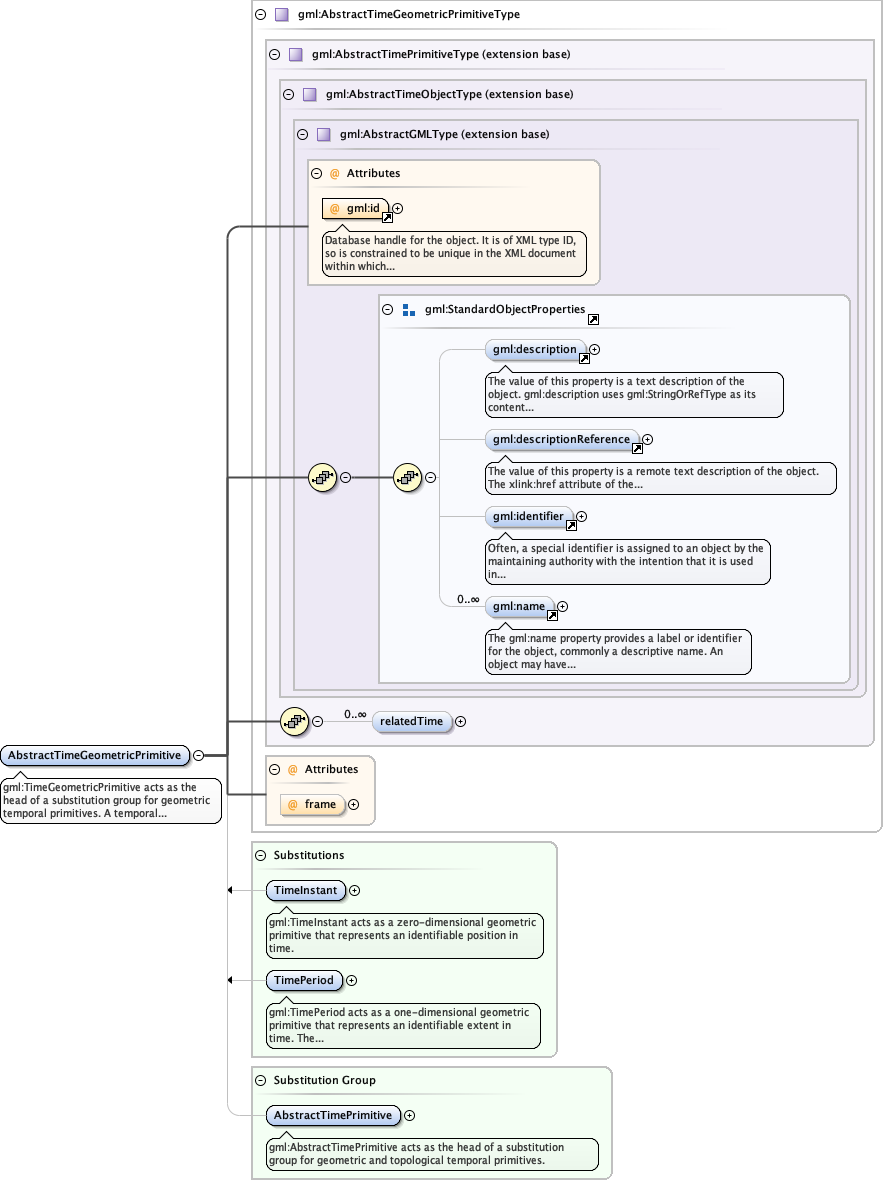 gml:AbstractTimeGeometricPrimitiveType
gml:AbstractTimePrimitiveType (extension base)
gml:AbstractTimeObjectType (extension base)
gml:AbstractGMLType (extension base)
@ Attributes
@ gml:id
Database handle for the object. It is of XML type ID,
so is constrained to be unique in the XML document
within which...
gml:StandardObjectProperties
gml:description
The value of this property is a text description of the
object. gml:description uses gml:StringOrRefType as its
content...
gml:descriptionReference
The value of this property is a remote text description of the object.
The xlink:href attribute of the...
gml:identifier
Often, a special identifier is assigned to an object by the
maintaining authority with the intention that it is used
in...
0..∞ gml:name
The gml:name property provides a label or identifier
for the object, commonly a descriptive name. An
object may have...
0..∞ relatedTime
AbstractTimeGeometricPrimitive
gml:TimeGeometricPrimitive acts as the
head of a substitution group for geometric
temporal primitives. A temporal...
@ Attributes
@ frame
Substitutions
TimeInstant
gml:TimeInstant acts as a zero-dimensional geometric
primitive that represents an identifiable position in
time.
TimePeriod
gml:TimePeriod acts as a one-dimensional geometric
primitive that represents an identifiable extent in
time. The...
Substitution Group
AbstractTimePrimitive
gml:AbstractTimePrimitive acts as the head of a substitution
group for geometric and topological temporal primitives.